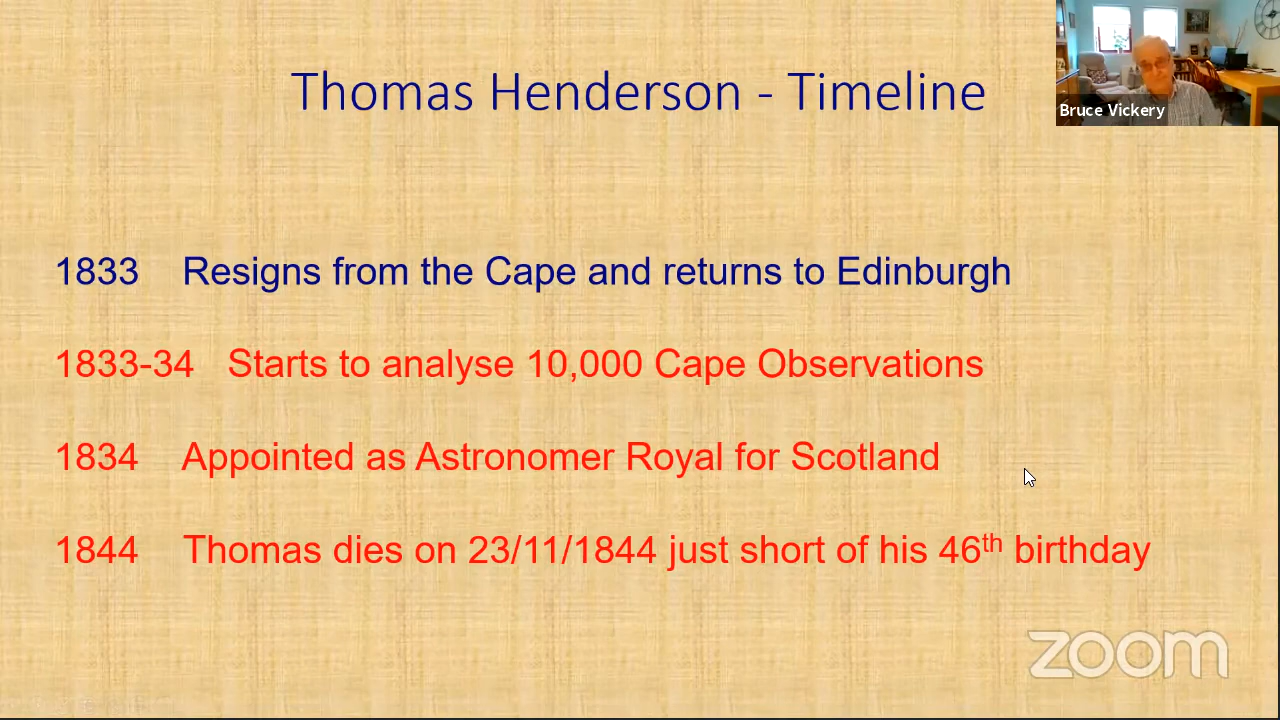 Thomas Henderson - Timeline
Bruce Vickery
1833 Resigns from the Cape and returns to Edinburgh
1833-34 Starts to analyse 10,000 Cape Observations
1834 Appointed as Astronomer Royal for Scotland
1844 Thomas dies on 23/11/1844 just short of his 46th birthday
zoom